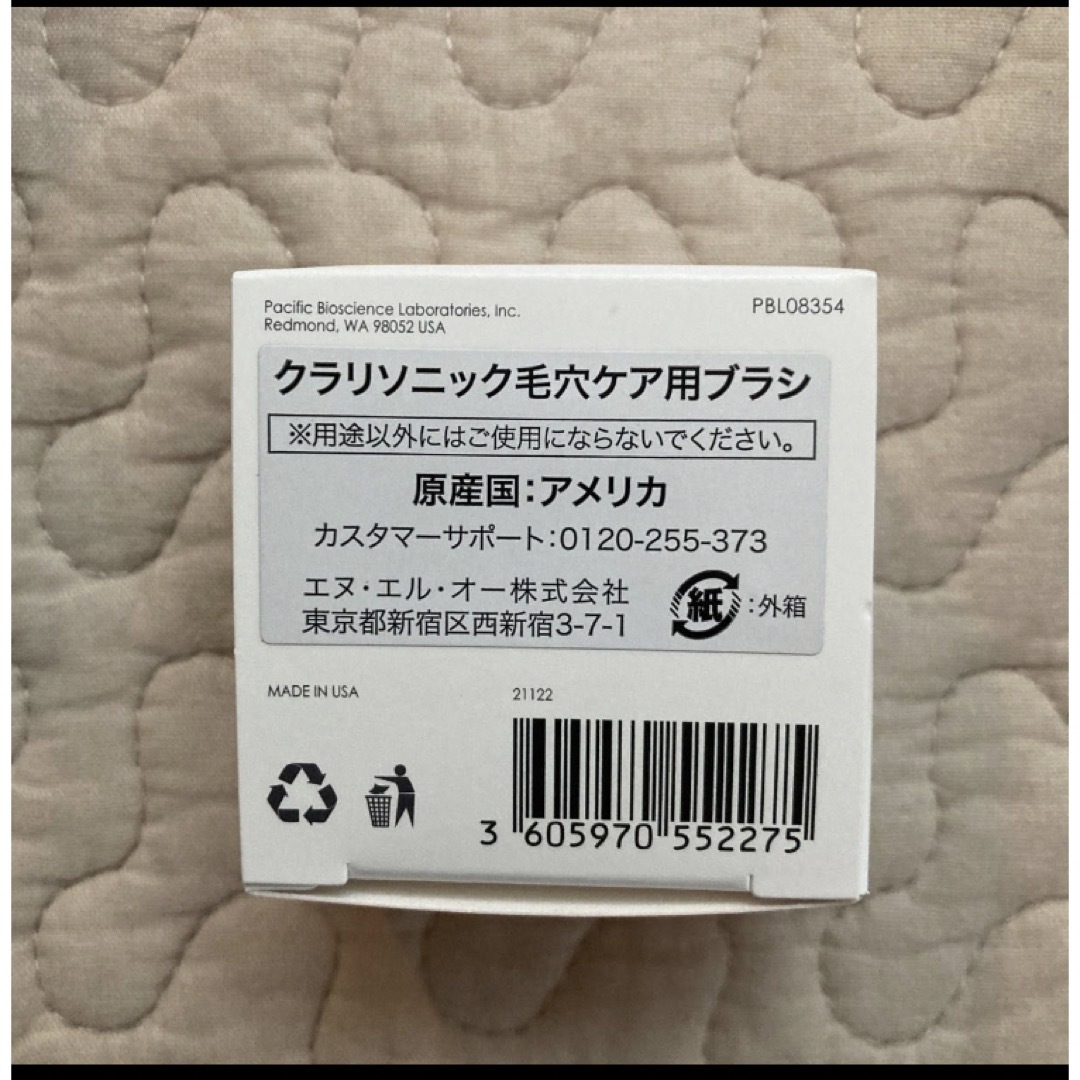 Pacific Bioscience Laboratories, Inc.
Redmond, WA 98052 USA
PBL08354
クラリソニック毛穴ケア用ブラシ
※用途以外にはご使用にならないでください。
原産国:アメリカ
カスタマーサポート:0120-255-373
エヌ・エル・オー株式会社
東京都新宿区西新宿3-7-1
紙:外箱
MADE IN USA
21122
3 605970 552275